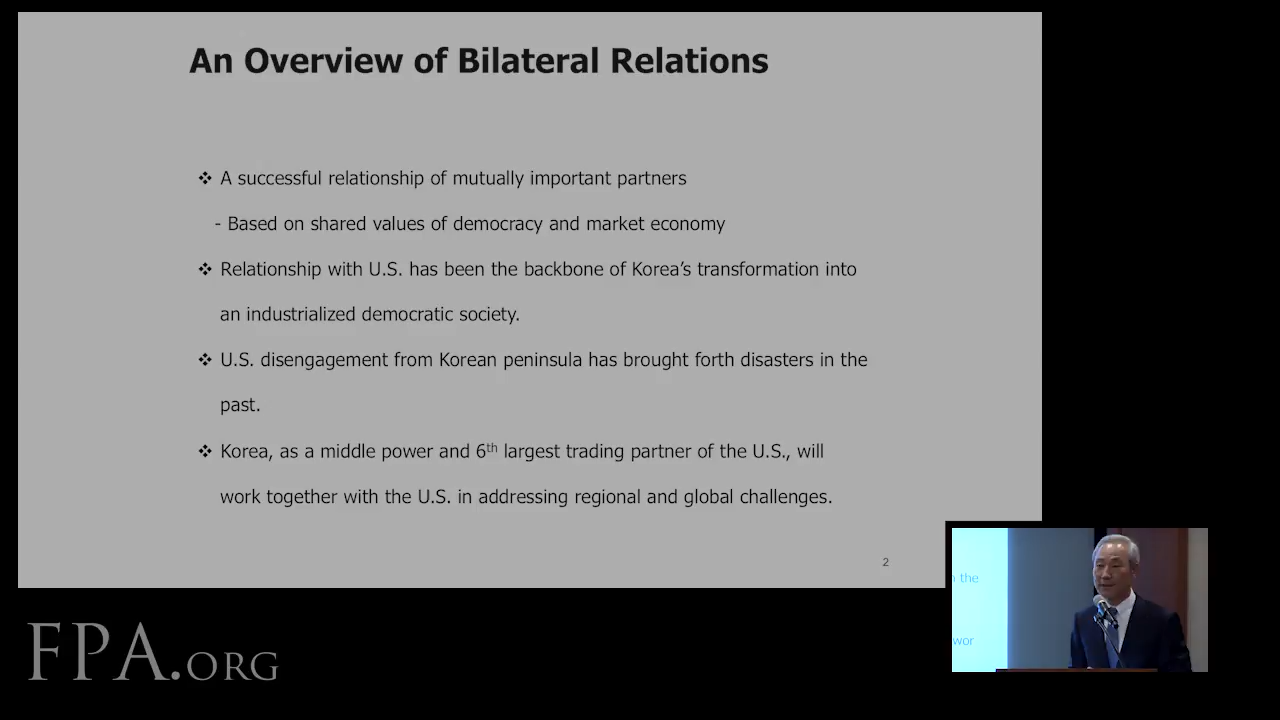 An Overview of Bilateral Relations
❖ A successful relationship of mutually important partners
- Based on shared values of democracy and market economy
❖ Relationship with U.S. has been the backbone of Korea’s transformation into
an industrialized democratic society.
❖ U.S. disengagement from Korean peninsula has brought forth disasters in the
past.
❖ Korea, as a middle power and 6th largest trading partner of the U.S., will
work together with the U.S. in addressing regional and global challenges.
2
the
wor
FPA.ORG